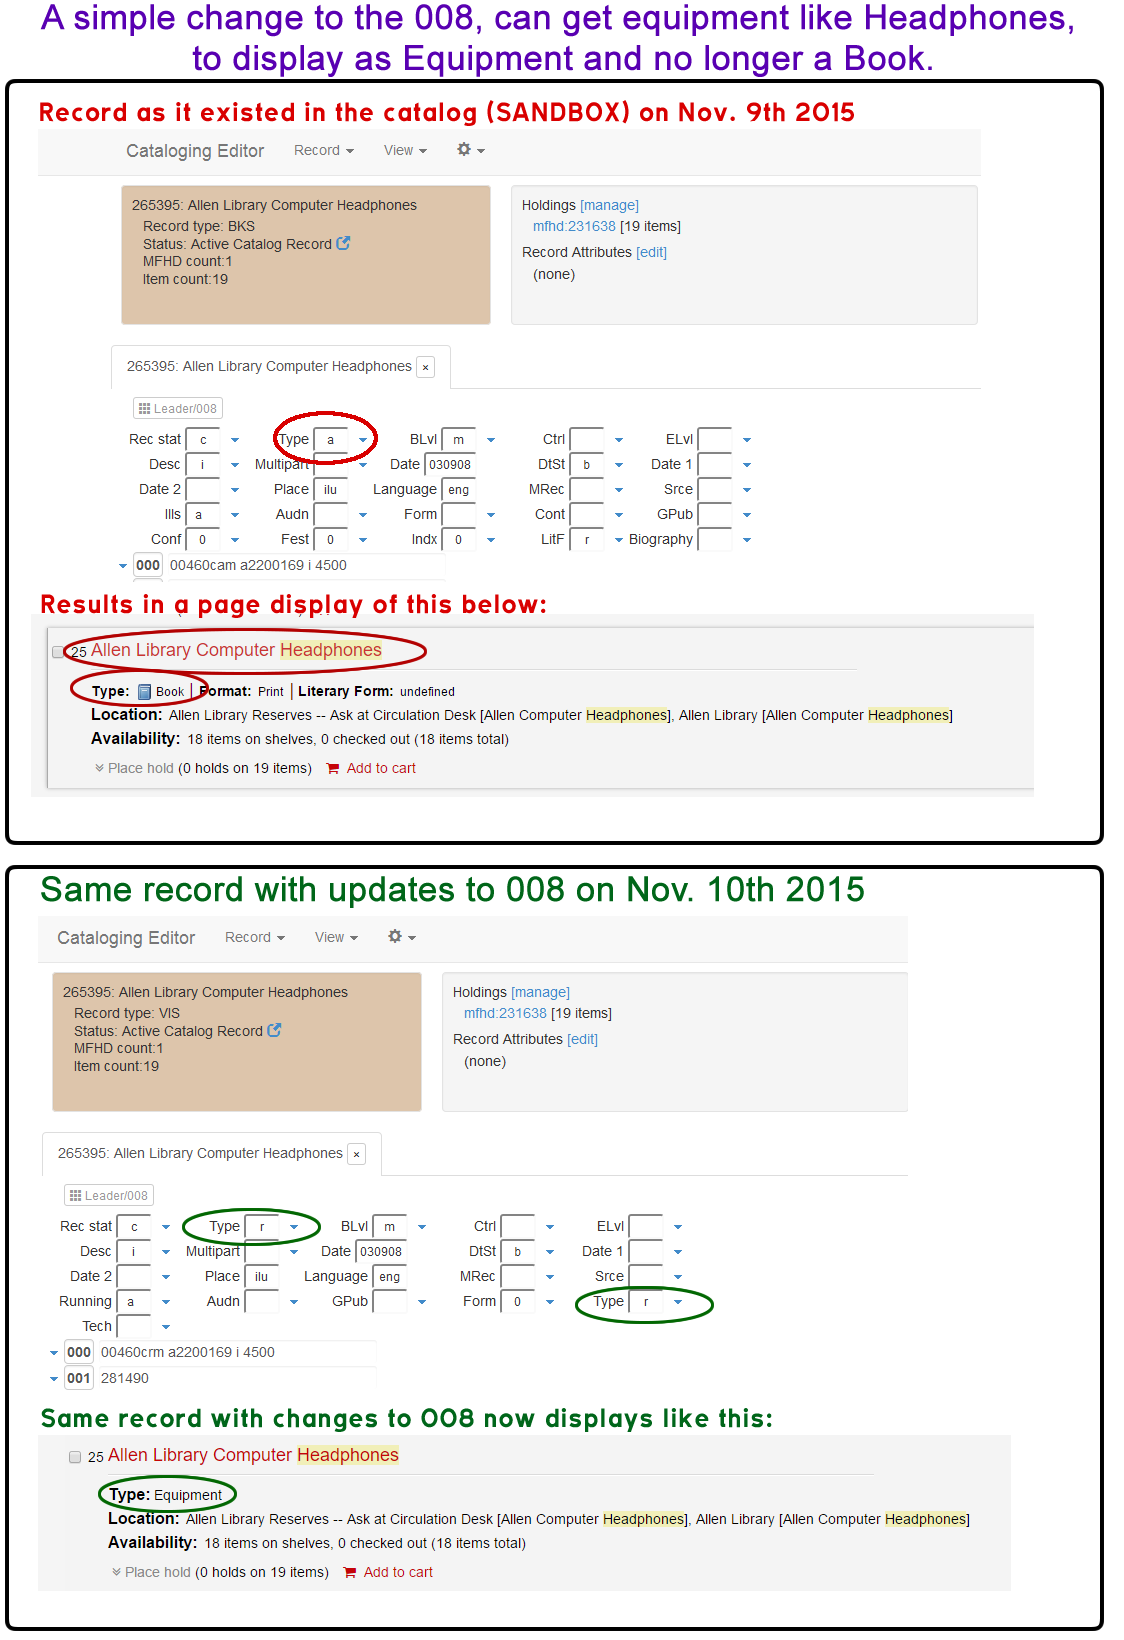 A simple change to the 008, can get equipment like Headphones,
to display as Equipment and no longer a Book.
Record as it existed in the catalog (SANDBOX) on Nov. 9th 2015
Cataloging Editor Record View
265395: Allen Library Computer Headphones
Record type: BKS
Status: Active Catalog Record
MFHD count:1
Item count:19
Holdings [manage]
mfhd:231638 [19 items]
Record Attributes [edit]
(none)
265395: Allen Library Computer Headphones ×
Leader/008
Rec stat c Type a BLvl m Ctrl ELvl
Desc i Multipart Date 030908 DtSt b Date 1
Date 2 Place ilu Language eng MRec Srce
Ills a Audn Form Cont GPub
Conf 0 Fest 0 Indx 0 LitF r Biography
000 00460cam a2200169 i 4500
Results in a page display of this below:
25 Allen Library Computer Headphones
Type: Book | Format: Print | Literary Form: undefined
Location: Allen Library Reserves -- Ask at Circulation Desk [Allen Computer Headphones], Allen Library [Allen Computer Headphones]
Availability: 18 items on shelves, 0 checked out (18 items total)
Place hold (0 holds on 19 items) Add to cart
Same record with updates to 008 on Nov. 10th 2015
Cataloging Editor Record View
265395: Allen Library Computer Headphones
Record type: VIS
Status: Active Catalog Record
MFHD count:1
Item count:19
Holdings [manage]
mfhd:231638 [19 items]
Record Attributes [edit]
(none)
265395: Allen Library Computer Headphones ×
Leader/008
Rec stat c Type r BLvl m Ctrl ELvl
Desc i Multipart Date 030908 DtSt b Date 1
Date 2 Place ilu Language eng MRec Srce
Running a Audn GPub Form 0 Type r
Tech
000 00460crm a2200169 i 4500
001 281490
Same record with changes to 008 now displays like this:
25 Allen Library Computer Headphones
Type: Equipment
Location: Allen Library Reserves -- Ask at Circulation Desk [Allen Computer Headphones], Allen Library [Allen Computer Headphones]
Availability: 18 items on shelves, 0 checked out (18 items total)
Place hold (0 holds on 19 items) Add to cart